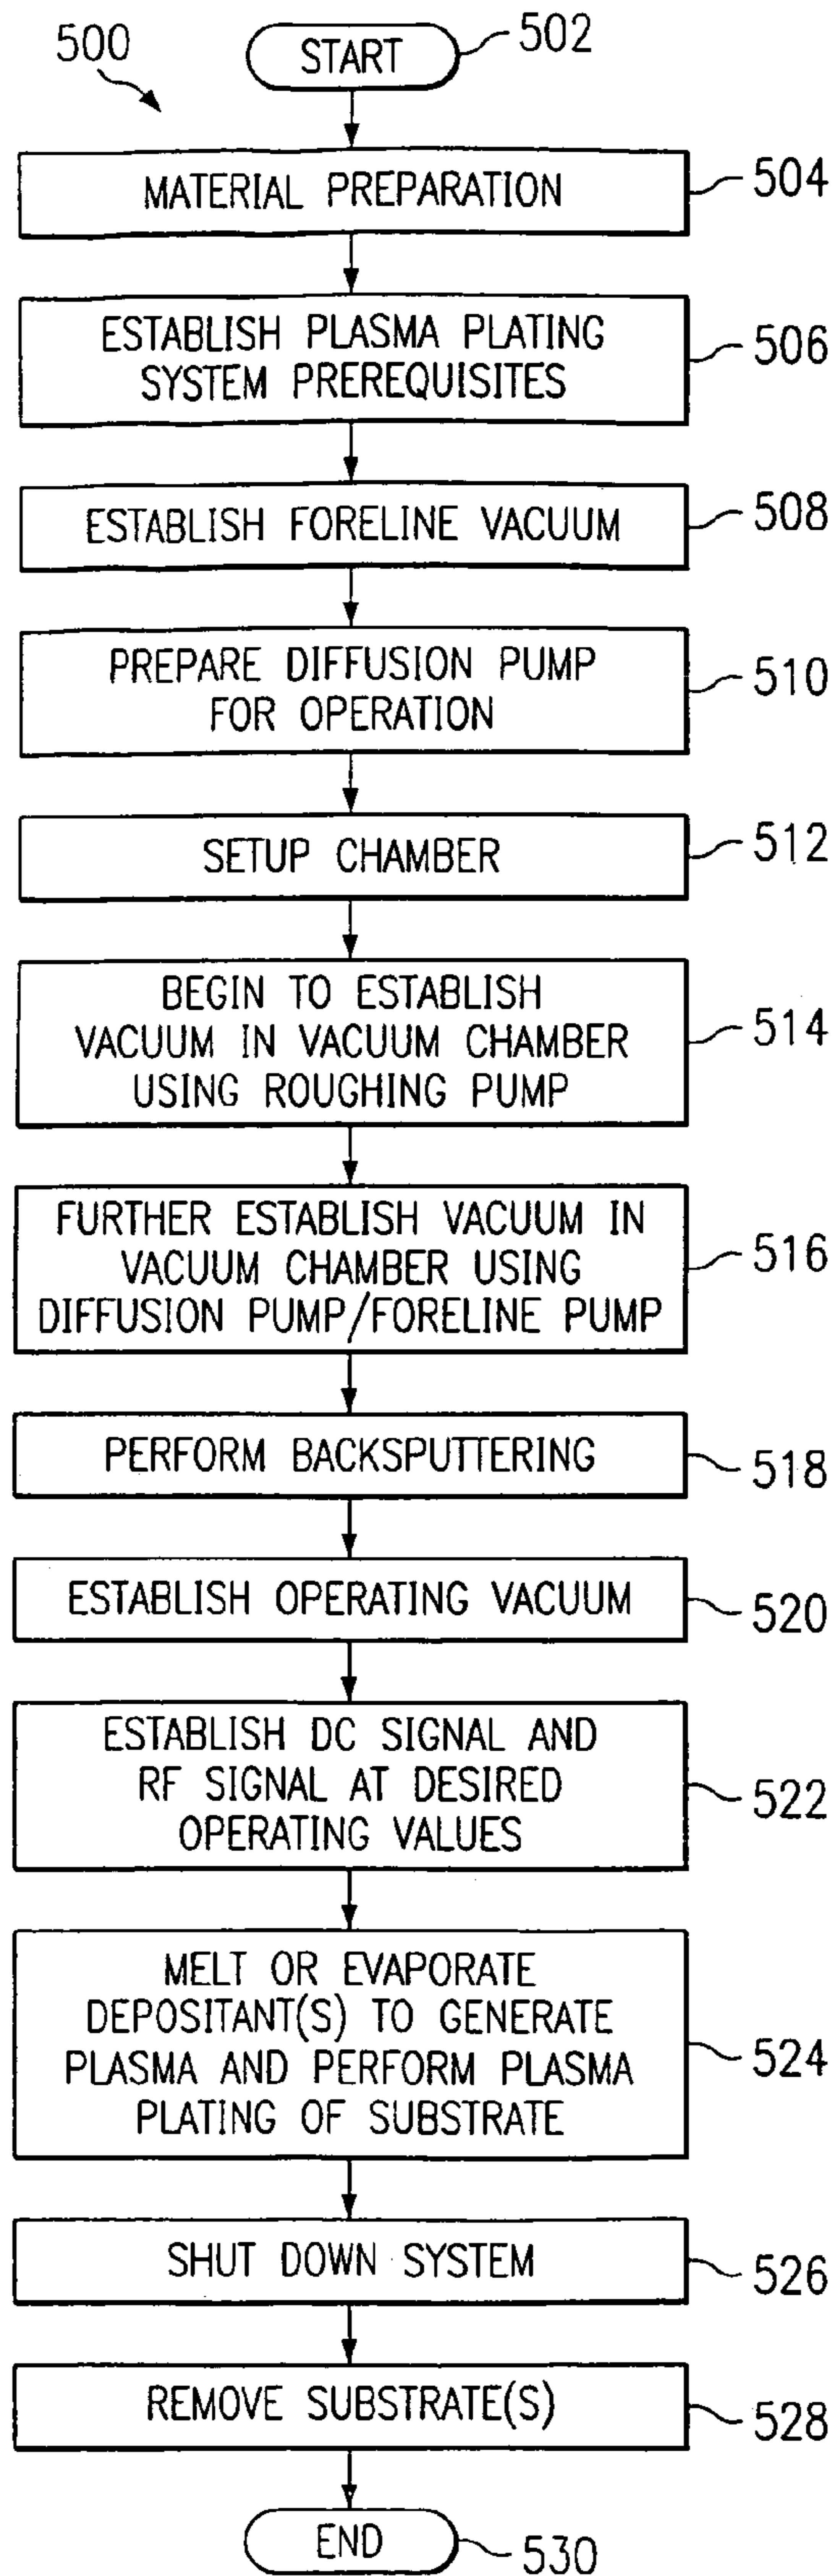 500
START
502
MATERIAL PREPARATION
504
ESTABLISH PLASMA PLATING
SYSTEM PREREQUISITES
506
ESTABLISH FORELINE VACUUM
508
PREPARE DIFFUSION PUMP
FOR OPERATION
510
SETUP CHAMBER
512
BEGIN TO ESTABLISH
VACUUM IN VACUUM CHAMBER
USING ROUGHING PUMP
514
FURTHER ESTABLISH VACUUM IN
VACUUM CHAMBER USING
DIFFUSION PUMP/FORELINE PUMP
516
PERFORM BACKSPUTTERING
518
ESTABLISH OPERATING VACUUM
520
ESTABLISH DC SIGNAL AND
RF SIGNAL AT DESIRED
OPERATING VALUES
522
MELT OR EVAPORATE
DEPOSITANT(S) TO GENERATE
PLASMA AND PERFORM PLASMA
PLATING OF SUBSTRATE
524
SHUT DOWN SYSTEM
526
REMOVE SUBSTRATE(S)
528
END
530